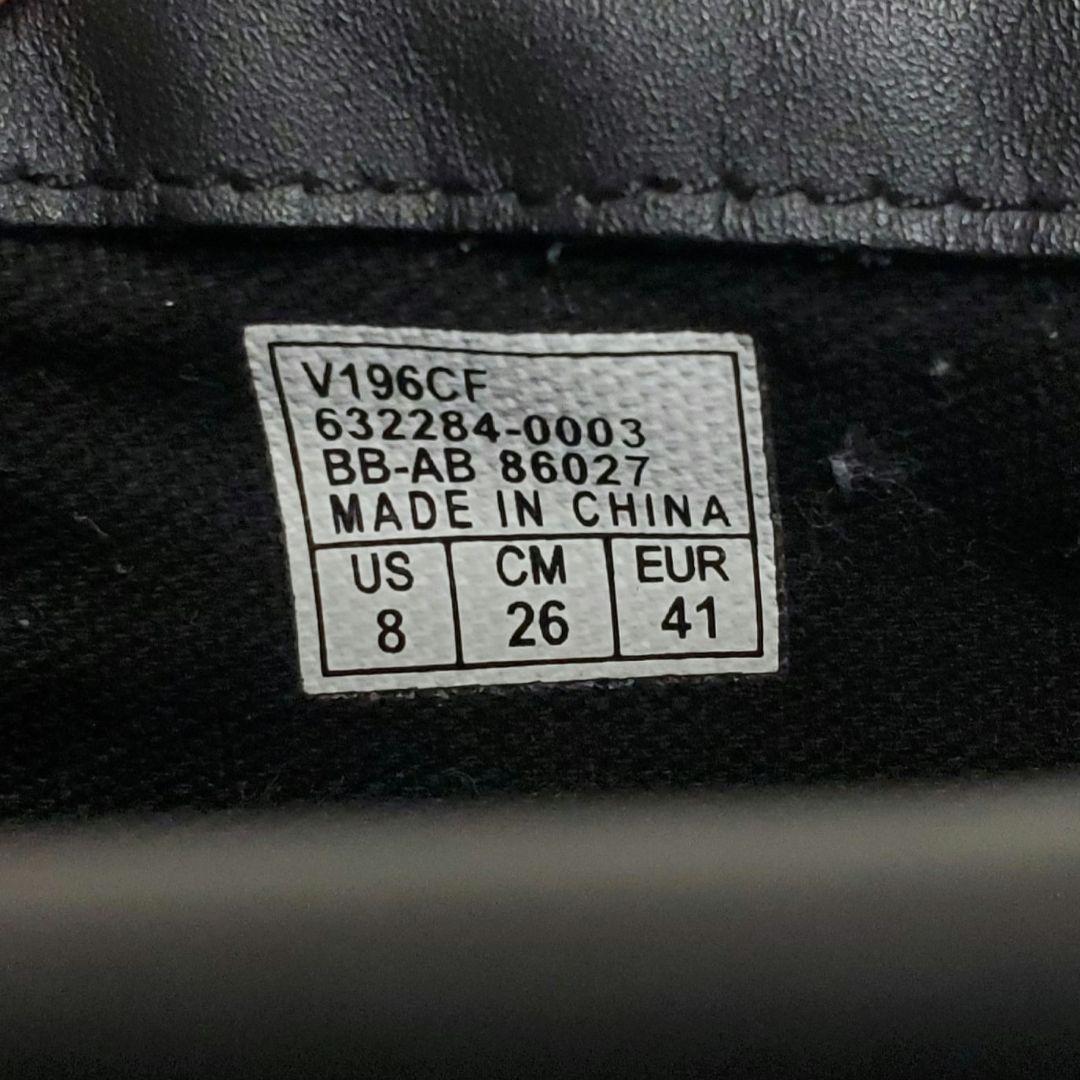 V196CF
632284-0003
BB-AB 86027
MADE IN CHINA
US CM EUR
8 26 41